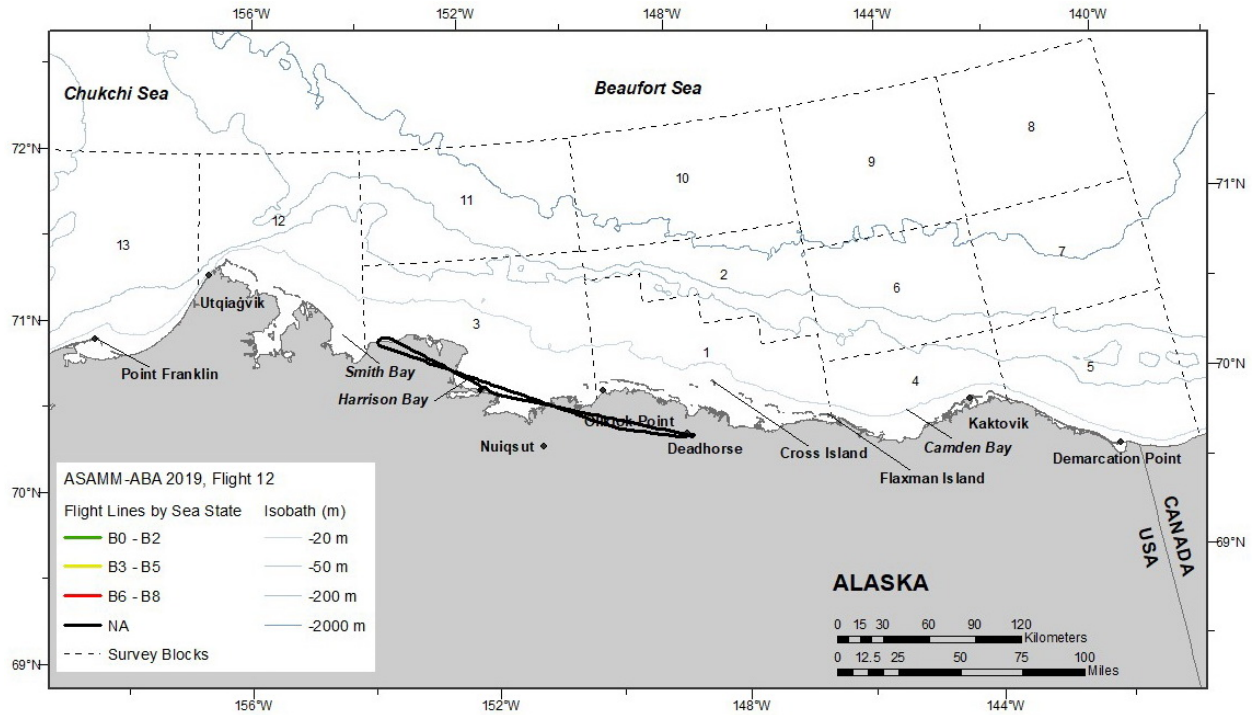 156°W 152°W 148°W 144°W 140°W
Chukchi Sea
Beaufort Sea
8
9
10
72°N
71°N
11
12
13
7
2
6
Utqiaġvik
71°N
3
1
70°N
Smith Bay
Point Franklin
5
4
Harrison Bay
Kaktovik
Point
Nuiqsut
Deadhorse
Cross Island
Camden Bay
Demarcation Point
Flaxman Island
70°N
69°N
69°N
CANADA
USA
ALASKA
0 15 30 60 90 120
Kilometers
0 12.5 25 50 75 100
Miles
ASAMM-ABA 2019, Flight 12
Flight Lines by Sea State
B0 - B2
B3 - B5
B6 - B8
NA
Survey Blocks
Isobath (m)
-20 m
-50 m
-200 m
-2000 m
156°W 152°W 148°W 144°W